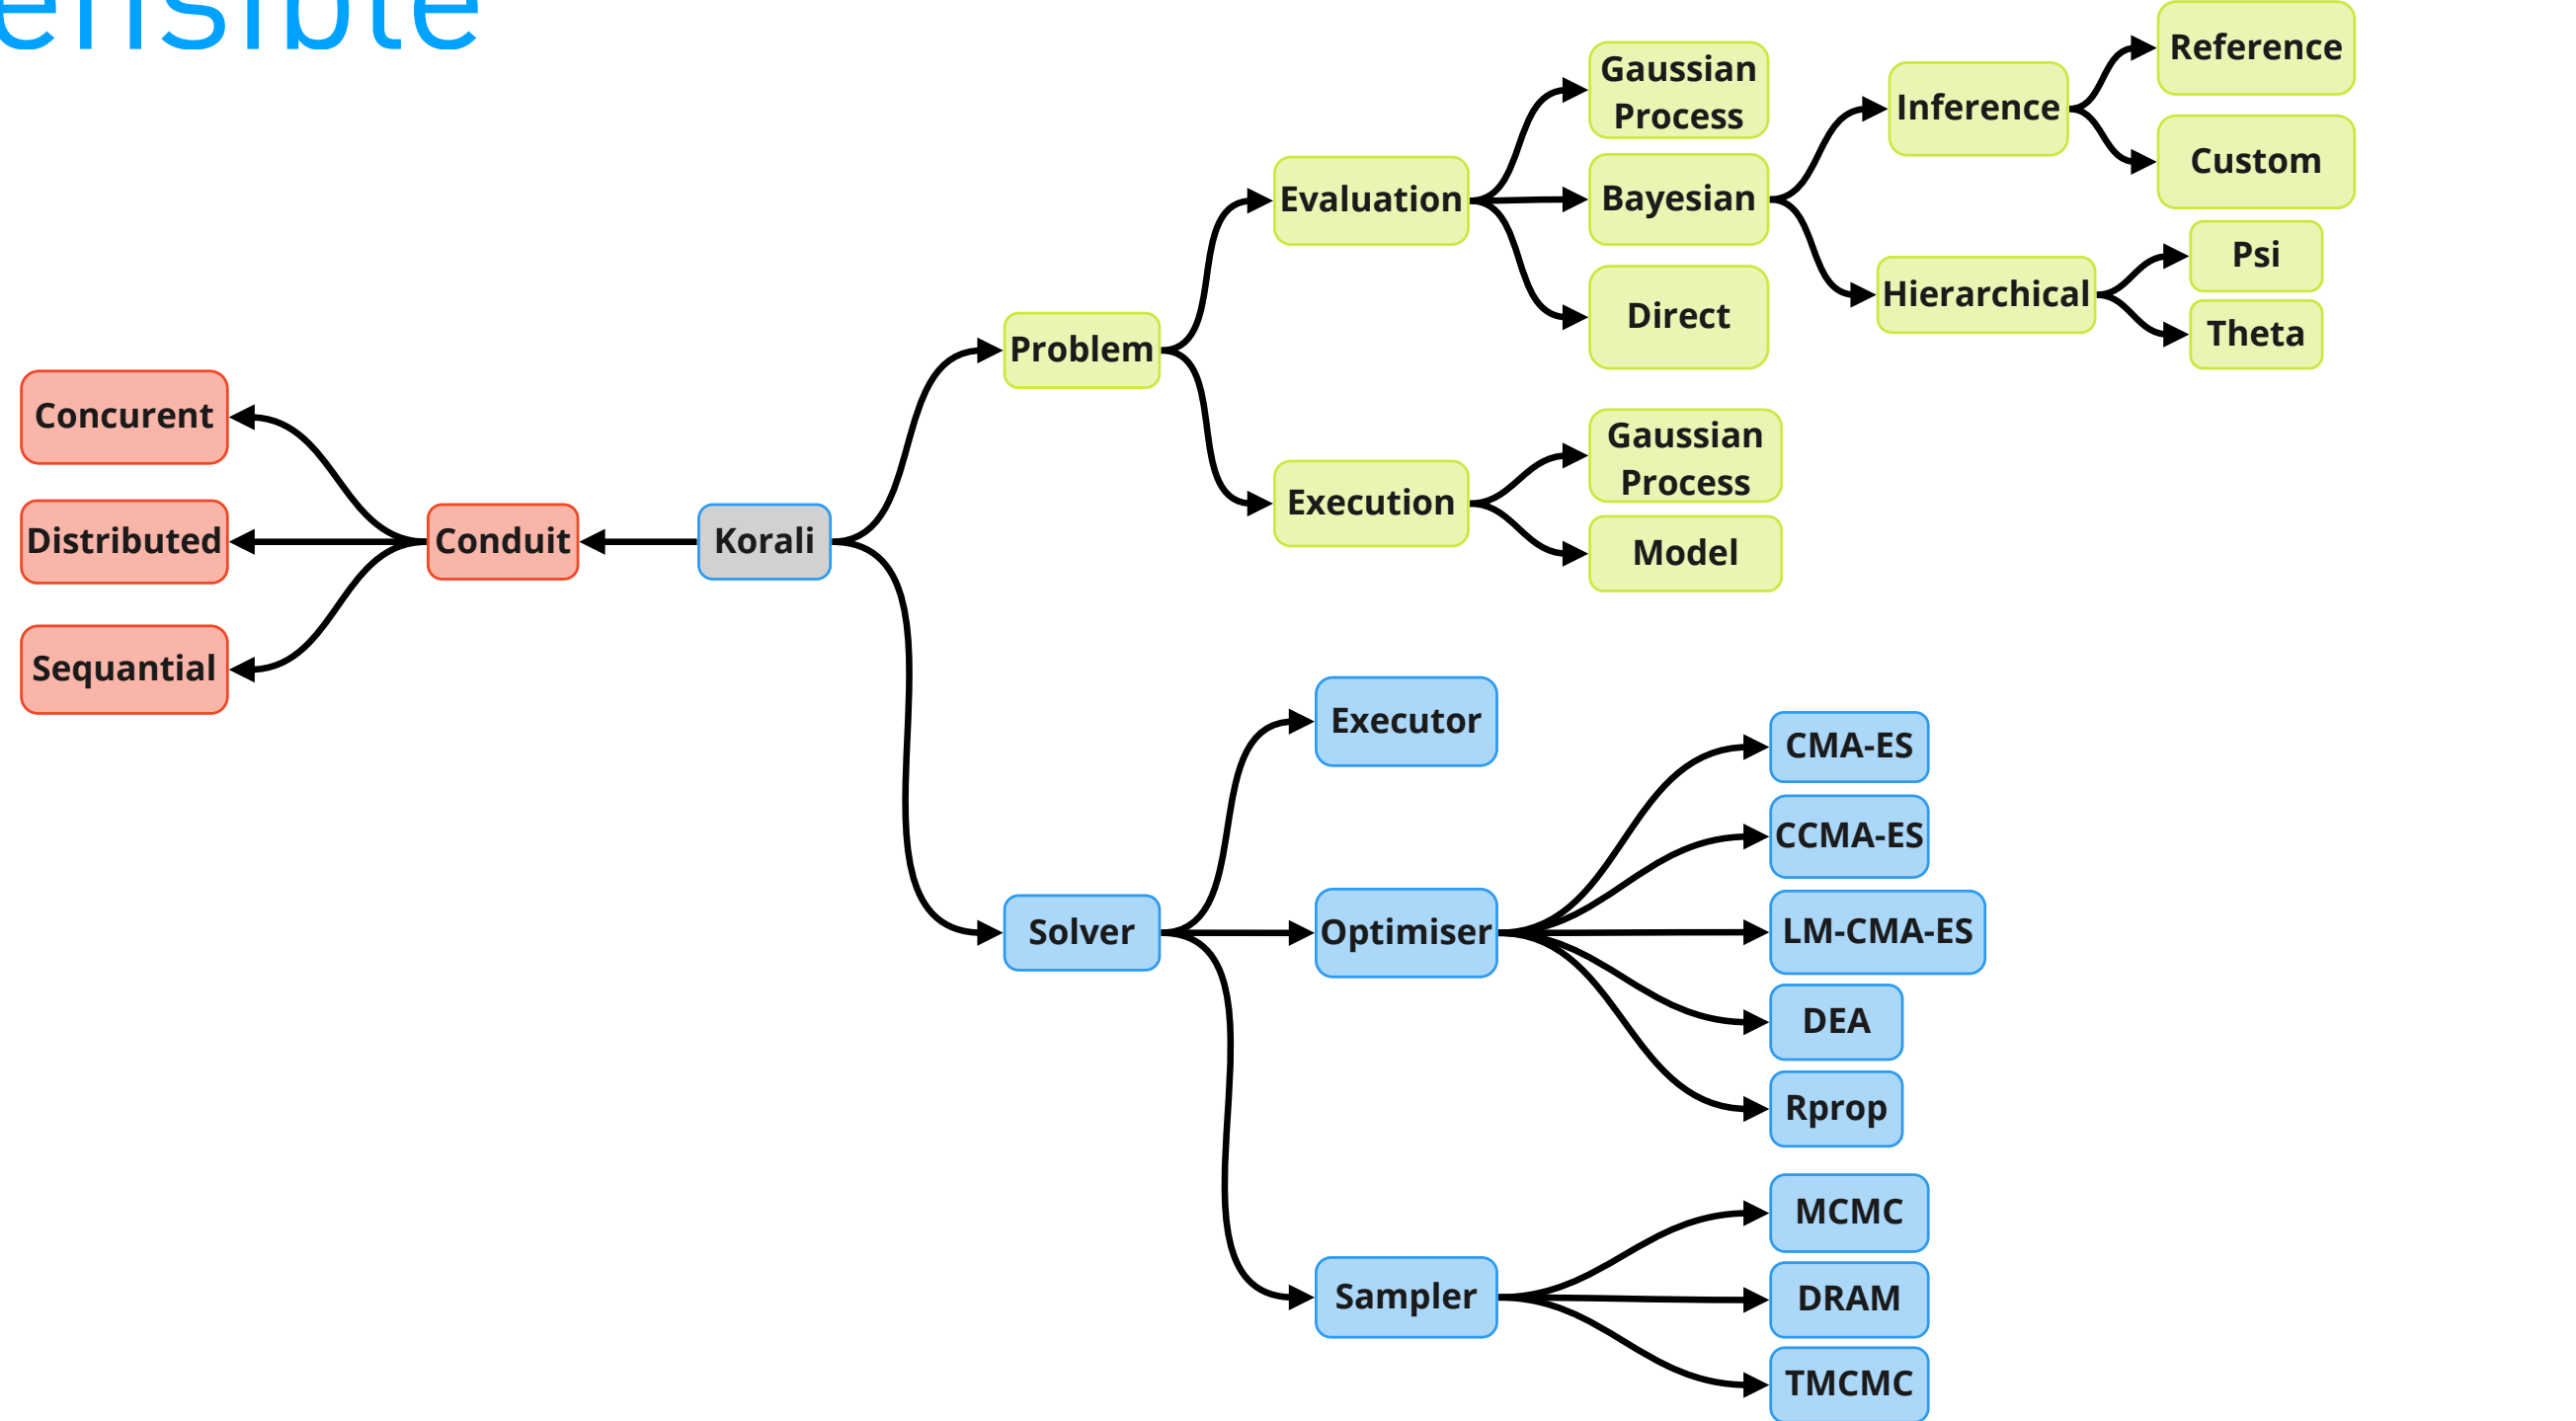 ensible
Reference
Gaussian
Process
Inference
Custom
Evaluation
Bayesian
Psi
Hierarchical
Direct
Theta
Problem
Concurent
Gaussian
Process
Execution
Model
Distributed
Conduit
Korali
Sequantial
Executor
CMA-ES
CCMA-ES
Solver
Optimiser
LM-CMA-ES
DEA
Rprop
MCMC
Sampler
DRAM
TMCMC